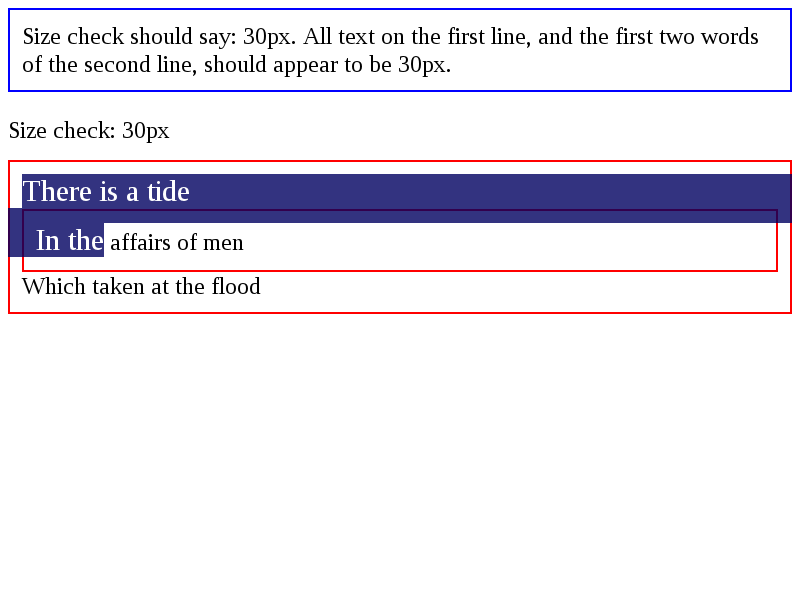 Size check should say: 30px. All text on the first line, and the first two words
of the second line, should appear to be 30px.
Size check: 30px
There is a tide
In the affairs of men
Which taken at the flood